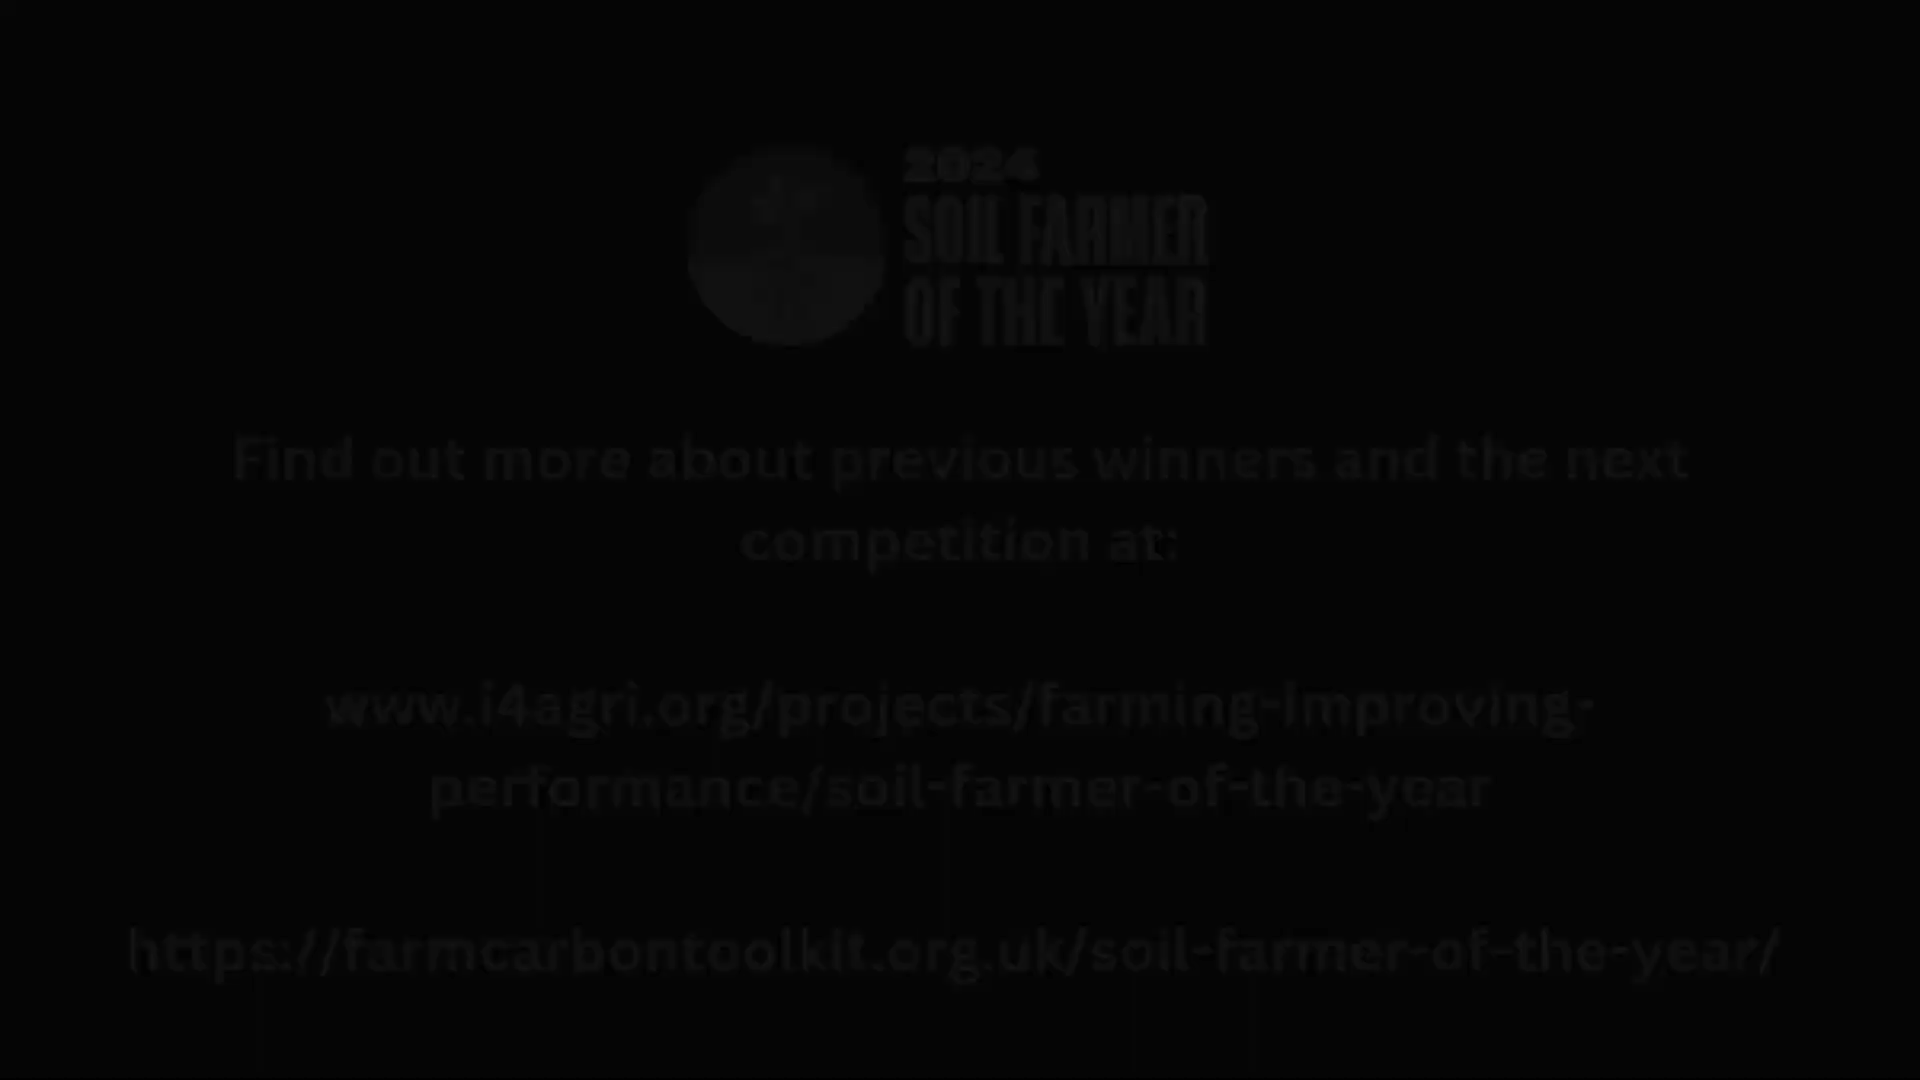 2024
SOIL FARMER
OF THE YEAR
Find out more about previous winners and the next
competition at:
www.i4agri.org/projects/farming-improving-
performance/soil-farmer-of-the-year
https://farmcarbontoolkit.org.uk/soil-farmer-of-the-year/